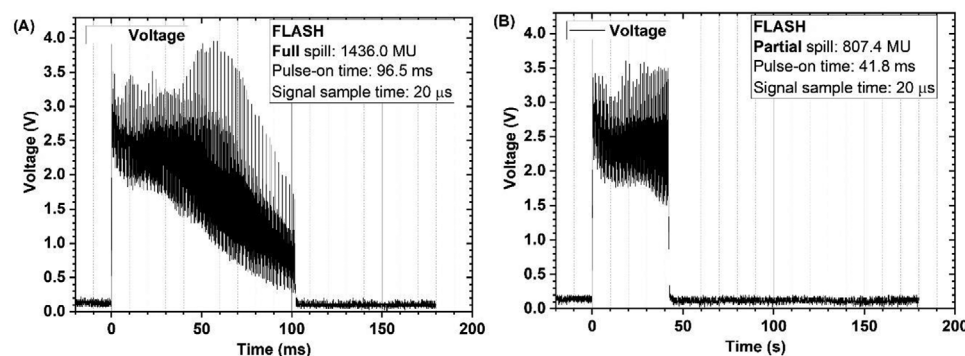 (A)
Voltage
FLASH
Full spill: 1436.0 MU
Pulse-on time: 96.5 ms
Signal sample time: 20 µs
Voltage (V)
4.0
3.5
3.0
2.5
2.0
1.5
1.0
0.5
0.0
0 50 100 150 200
Time (ms)
(B)
Voltage
FLASH
Partial spill: 807.4 MU
Pulse-on time: 41.8 ms
Signal sample time: 20 µs
Voltage (V)
4.0
3.5
3.0
2.5
2.0
1.5
1.0
0.5
0.0
0 50 100 150 200
Time (s)